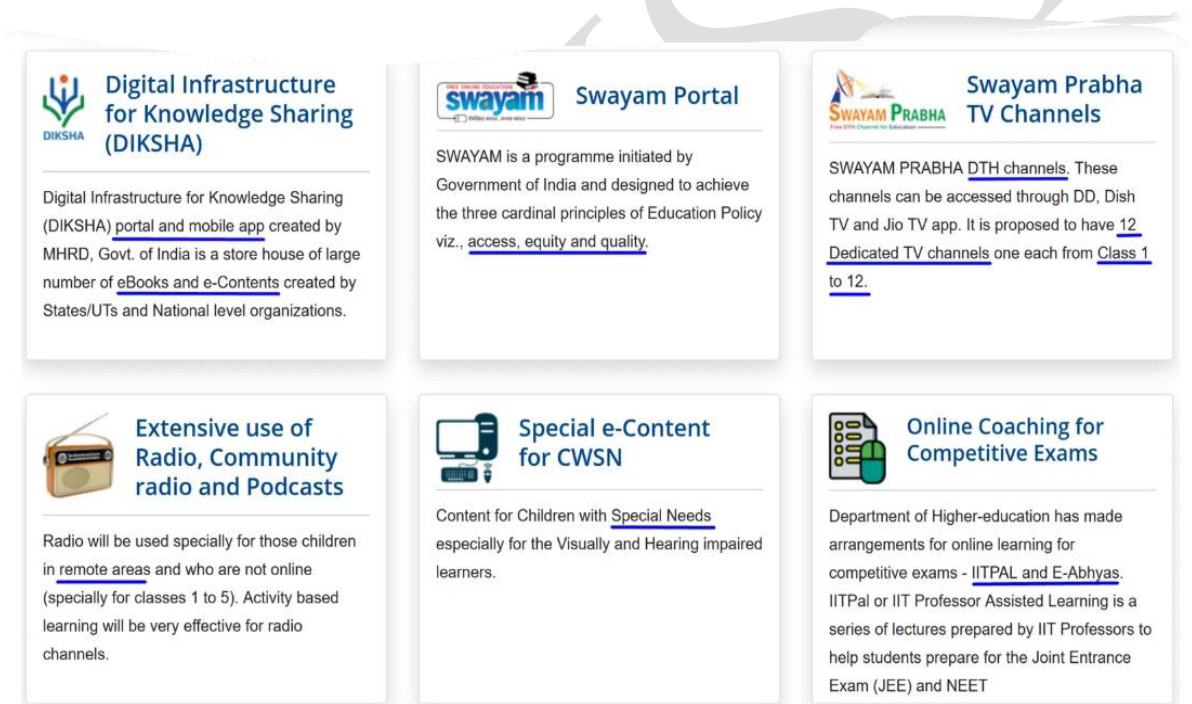 DIKSHA
Digital Infrastructure
for Knowledge Sharing
(DIKSHA)
Digital Infrastructure for Knowledge Sharing
(DIKSHA) portal and mobile app created by
MHRD, Govt. of India is a store house of large
number of eBooks and e-Contents created by
States/UTs and National level organizations.
FREE ONLINE EDUCATION
swayam
Swayam Portal
SWAYAM is a programme initiated by
Government of India and designed to achieve
the three cardinal principles of Education Policy
viz., access, equity and quality.
SWAYAM PRABHA
Free DTH Channel for Education
Swayam Prabha
TV Channels
SWAYAM PRABHA DTH channels. These
channels can be accessed through DD, Dish
TV and Jio TV app. It is proposed to have 12
Dedicated TV channels one each from Class 1
to 12.
Extensive use of
Radio, Community
radio and Podcasts
Radio will be used specially for those children
in remote areas and who are not online
(specially for classes 1 to 5). Activity based
learning will be very effective for radio
channels.
Special e-Content
for CWSN
Content for Children with Special Needs
especially for the Visually and Hearing impaired
learners.
Online Coaching for
Competitive Exams
Department of Higher-education has made
arrangements for online learning for
competitive exams - IITPAL and E-Abhyas.
IITPal or IIT Professor Assisted Learning is a
series of lectures prepared by IIT Professors to
help students prepare for the Joint Entrance
Exam (JEE) and NEET